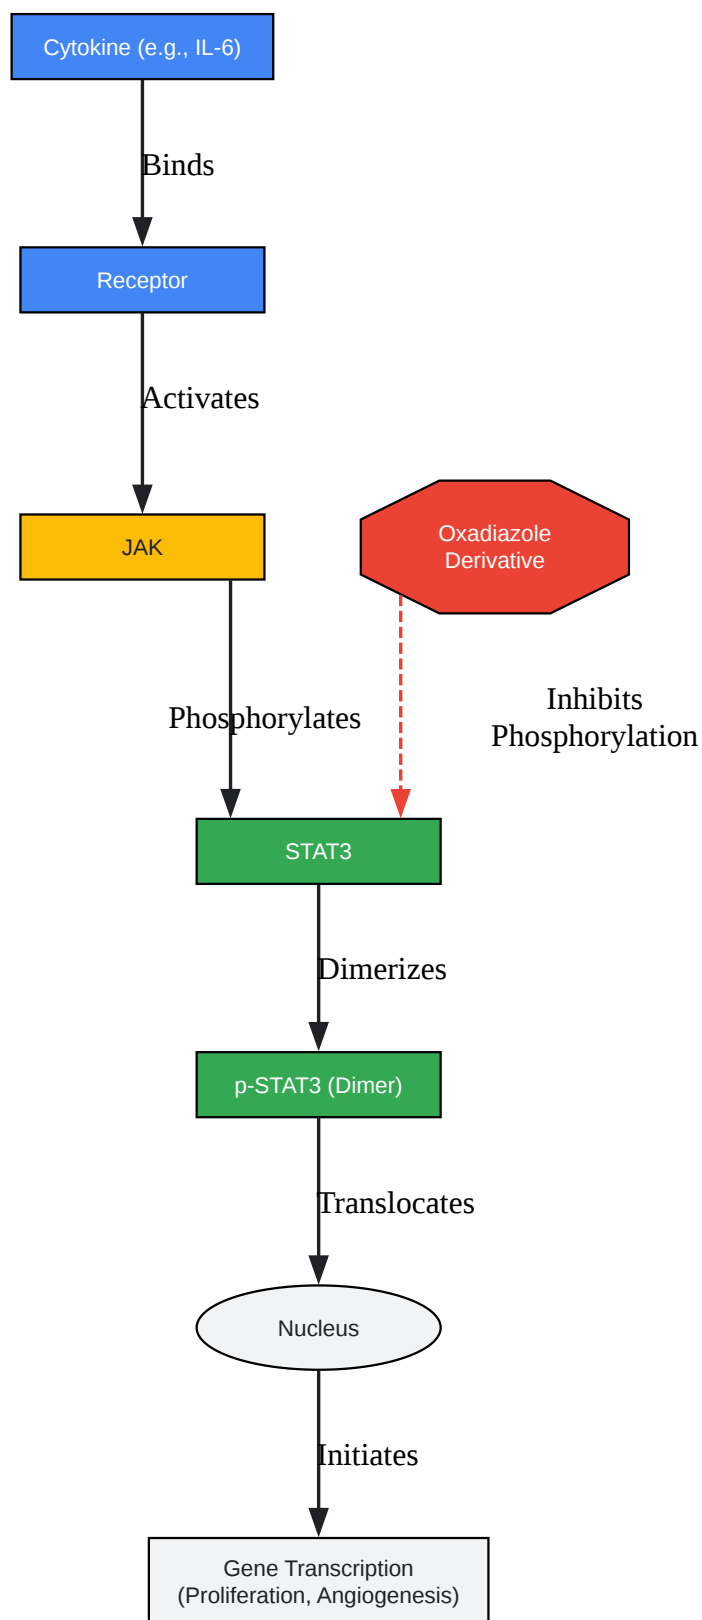 Cytokine (e.g., IL-6)
Binds
Receptor
Activates
JAK
Oxadiazole
Derivative
Phosphorylates
Inhibits
Phosphorylation
STAT3
Dimerizes
p-STAT3 (Dimer)
Translocates
Nucleus
Initiates
Gene Transcription
(Proliferation, Angiogenesis)